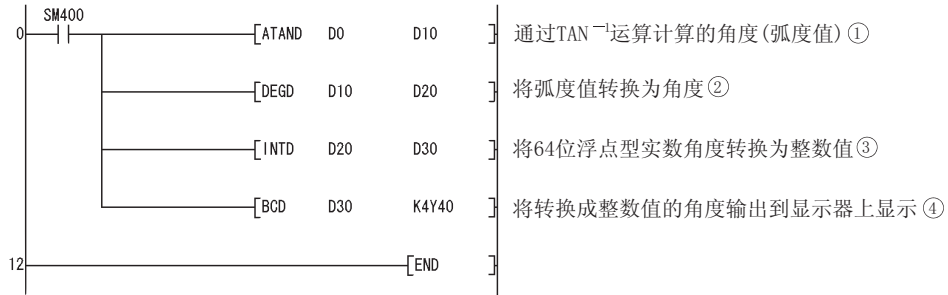 SM400
0 [ATAND D0 D10 ] 通过TAN⁻¹运算计算的角度(弧度值)①
[DEGD D10 D20 ] 将弧度值转换为角度②
[INTD D20 D30 ] 将64位浮点型实数角度转换为整数值③
[BCD D30 K4Y40 ] 将转换成整数值的角度输出到显示器上显示④
12 [END ]